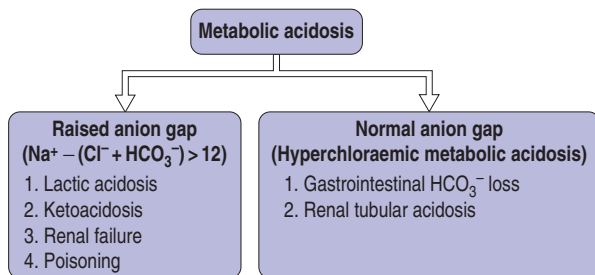 Metabolic acidosis
Raised anion gap
(Na⁺ – (Cl⁻ + HCO₃⁻) > 12)
1. Lactic acidosis
2. Ketoacidosis
3. Renal failure
4. Poisoning
Normal anion gap
(Hyperchloraemic metabolic acidosis)
1. Gastrointestinal HCO₃⁻ loss
2. Renal tubular acidosis